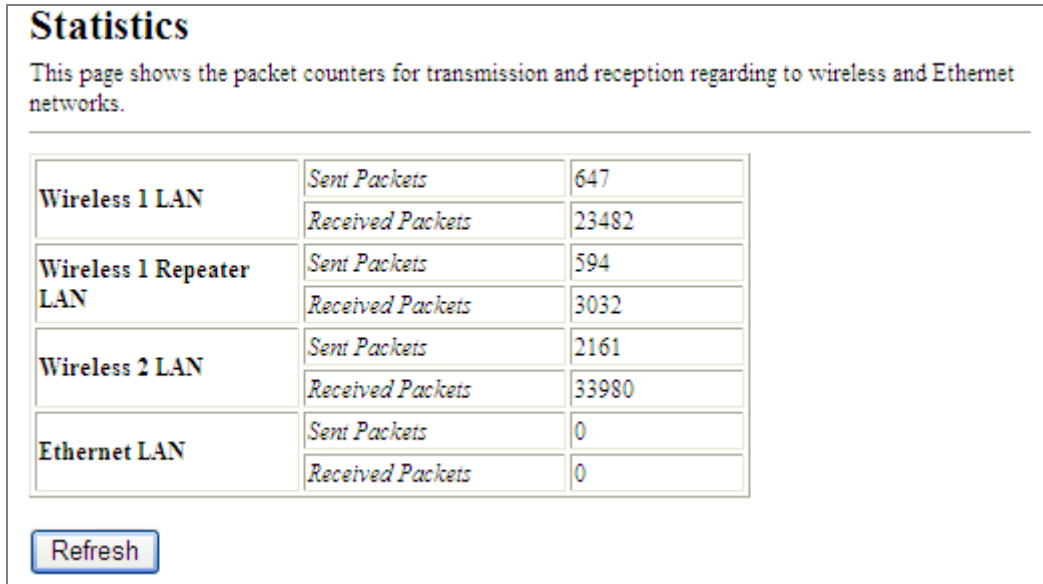 Statistics
This page shows the packet counters for transmission and reception regarding to wireless and Ethernet
networks.
Wireless 1 LAN
Sent Packets 647
Received Packets 23482
Wireless 1 Repeater
LAN
Sent Packets 594
Received Packets 3032
Wireless 2 LAN
Sent Packets 2161
Received Packets 33980
Ethernet LAN
Sent Packets 0
Received Packets 0
Refresh